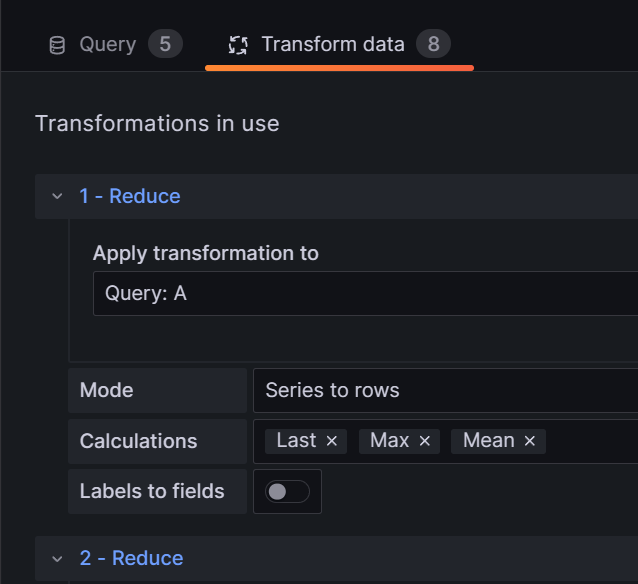 Query 5 Transform data 8
Transformations in use
1 - Reduce
Apply transformation to
Query: A
Mode Series to rows
Calculations Last × Max × Mean ×
Labels to fields
2 - Reduce